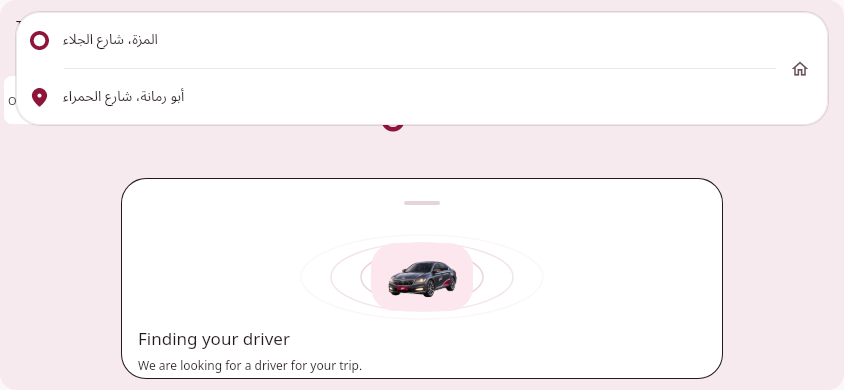 المزة، شارع الجلاء
أبو رمانة، شارع الحمراء
Finding your driver
We are looking for a driver for your trip.